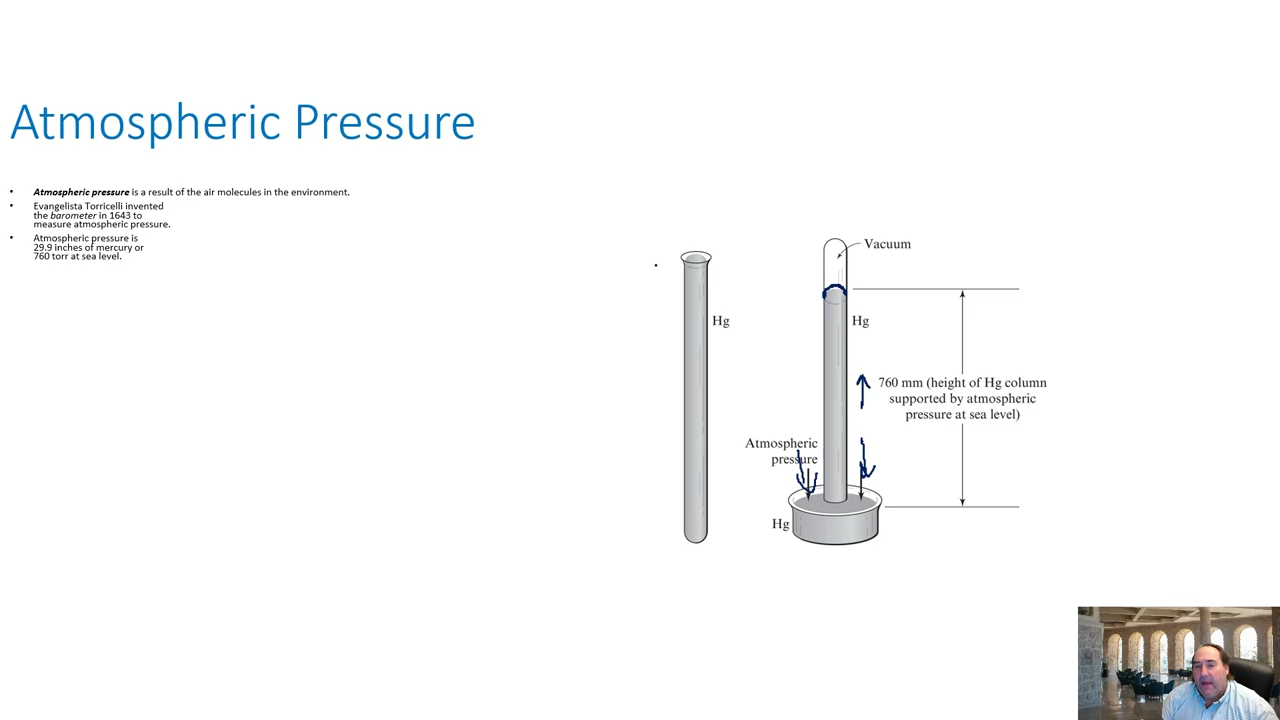 Atmospheric Pressure
• Atmospheric pressure is a result of the air molecules in the environment.
• Evangelista Torricelli invented
the barometer in 1643 to
measure atmospheric pressure.
• Atmospheric pressure is
29.9 inches of mercury or
760 torr at sea level.
•
Vacuum
Hg
Hg
760 mm (height of Hg column
supported by atmospheric
pressure at sea level)
Atmospheric
pressure
Hg